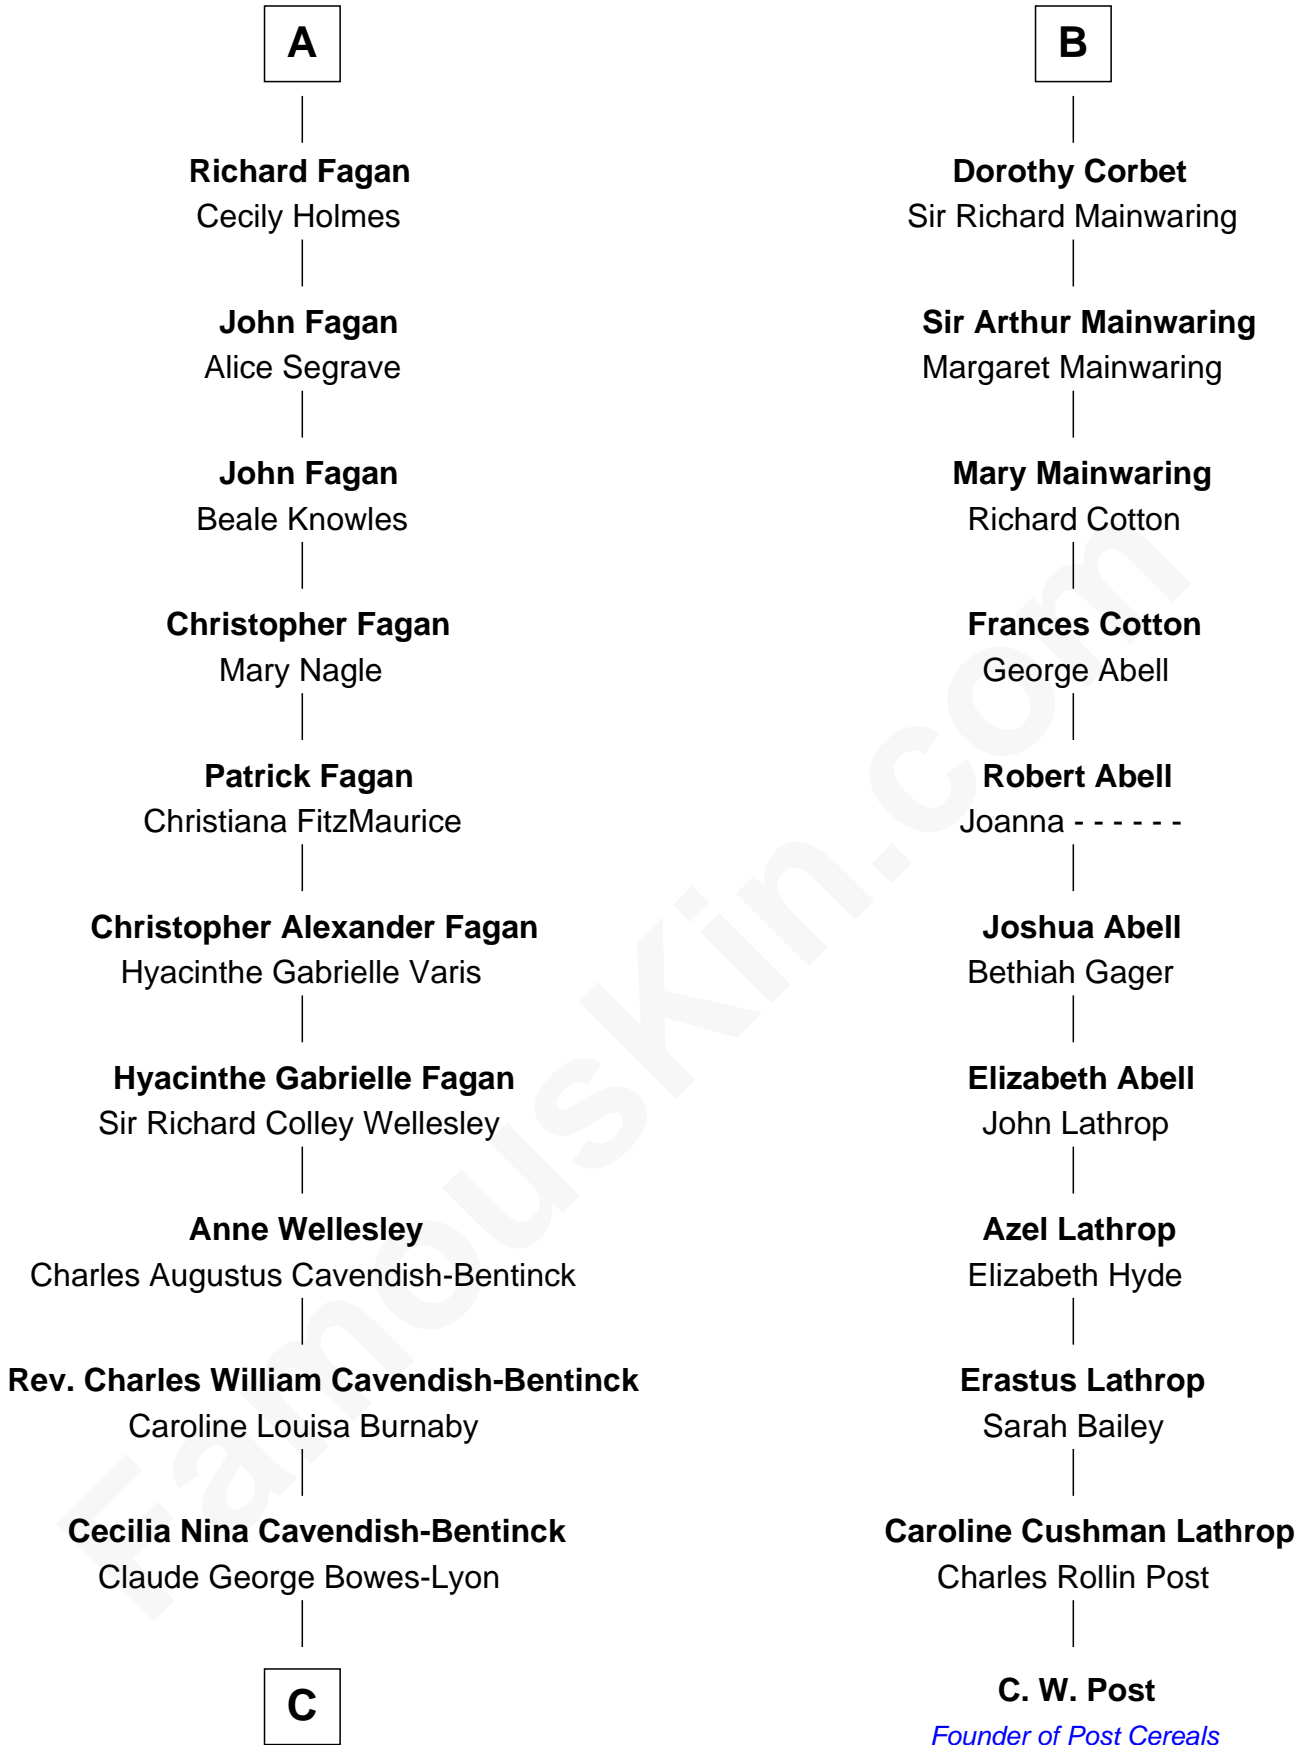 A
Richard Fagan
Cecily Holmes
John Fagan
Alice Segrave
John Fagan
Beale Knowles
Christopher Fagan
Mary Nagle
Patrick Fagan
Christiana FitzMaurice
Christopher Alexander Fagan
Hyacinthe Gabrielle Varis
Hyacinthe Gabrielle Fagan
Sir Richard Colley Wellesley
Anne Wellesley
Charles Augustus Cavendish-Bentinck
Rev. Charles William Cavendish-Bentinck
Caroline Louisa Burnaby
Cecilia Nina Cavendish-Bentinck
Claude George Bowes-Lyon
C
B
Dorothy Corbet
Sir Richard Mainwaring
Sir Arthur Mainwaring
Margaret Mainwaring
Mary Mainwaring
Richard Cotton
Frances Cotton
George Abell
Robert Abell
Joanna - - - - - -
Joshua Abell
Bethiah Gager
Elizabeth Abell
John Lathrop
Azel Lathrop
Elizabeth Hyde
Erastus Lathrop
Sarah Bailey
Caroline Cushman Lathrop
Charles Rollin Post
C. W. Post
Founder of Post Cereals
FamousKin.com